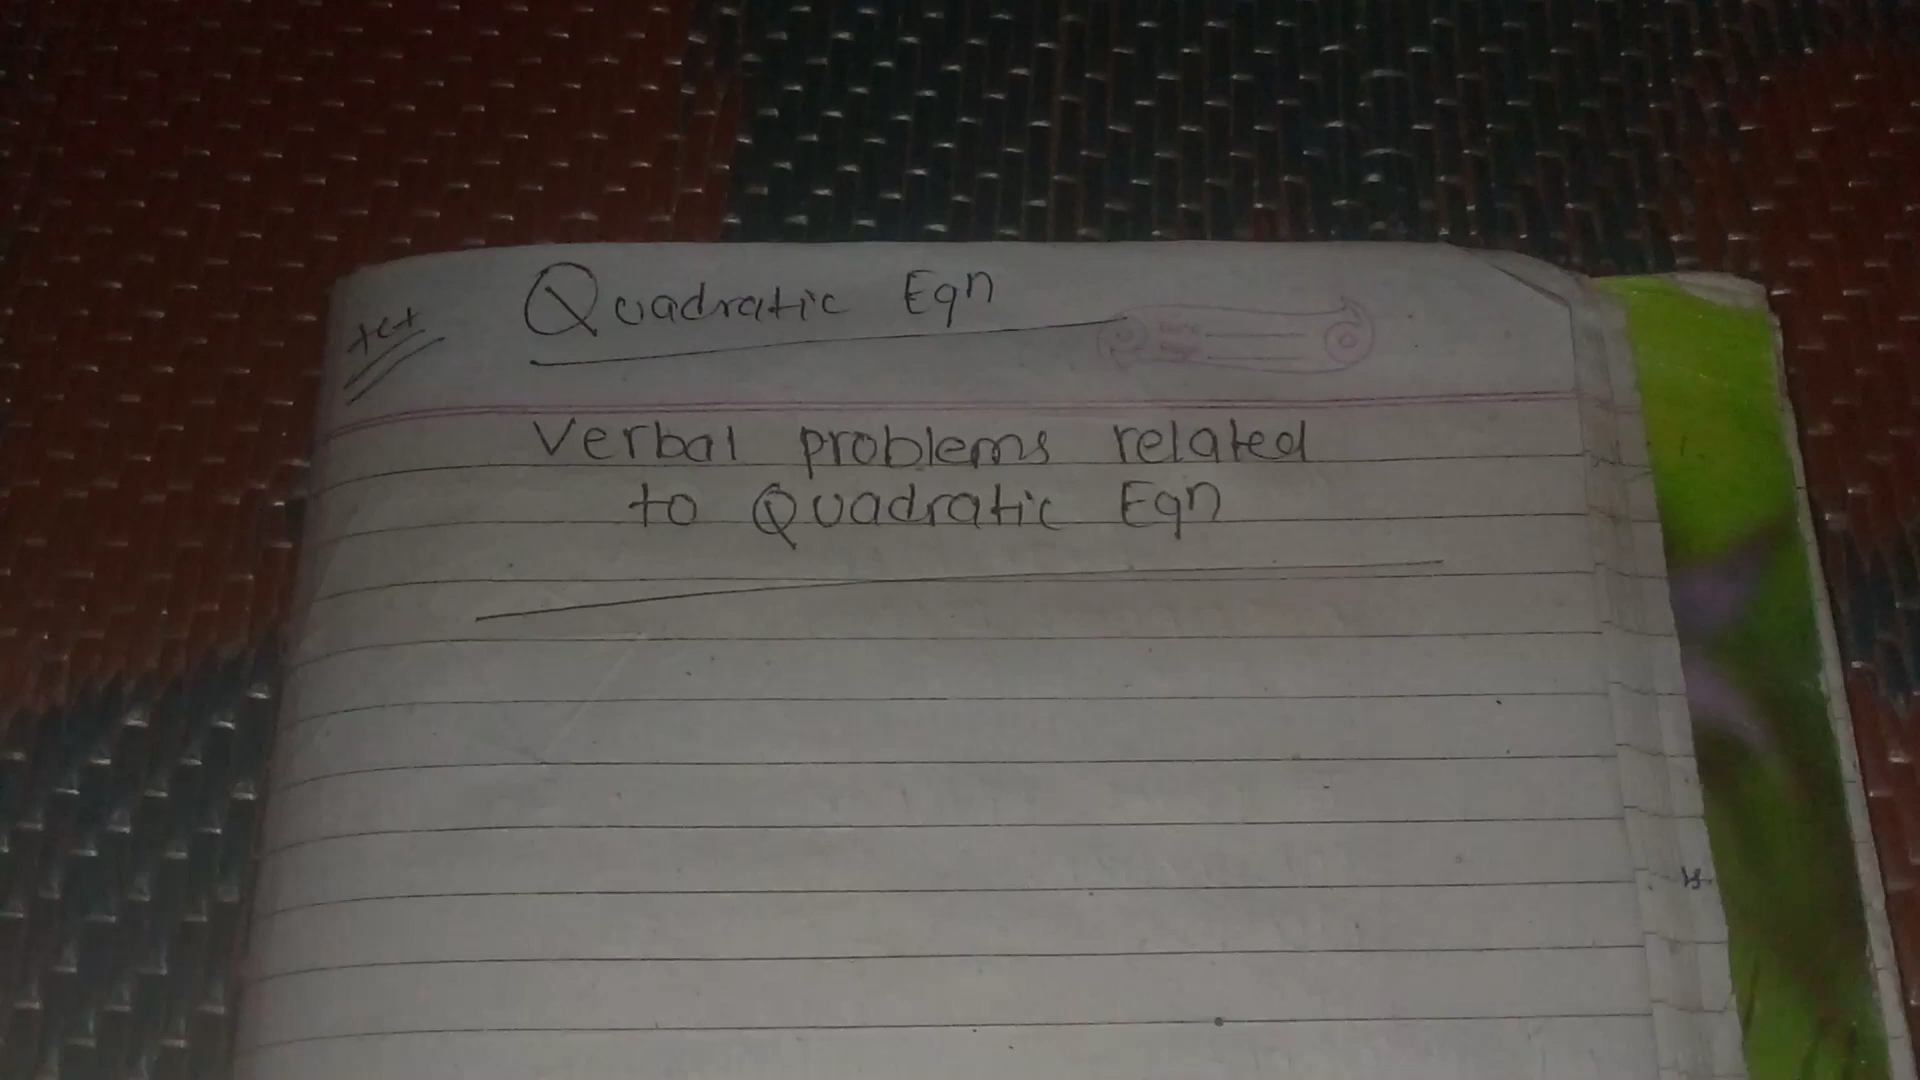 Quadratic Eqn
Verbal problems related
to Quadratic Eqn